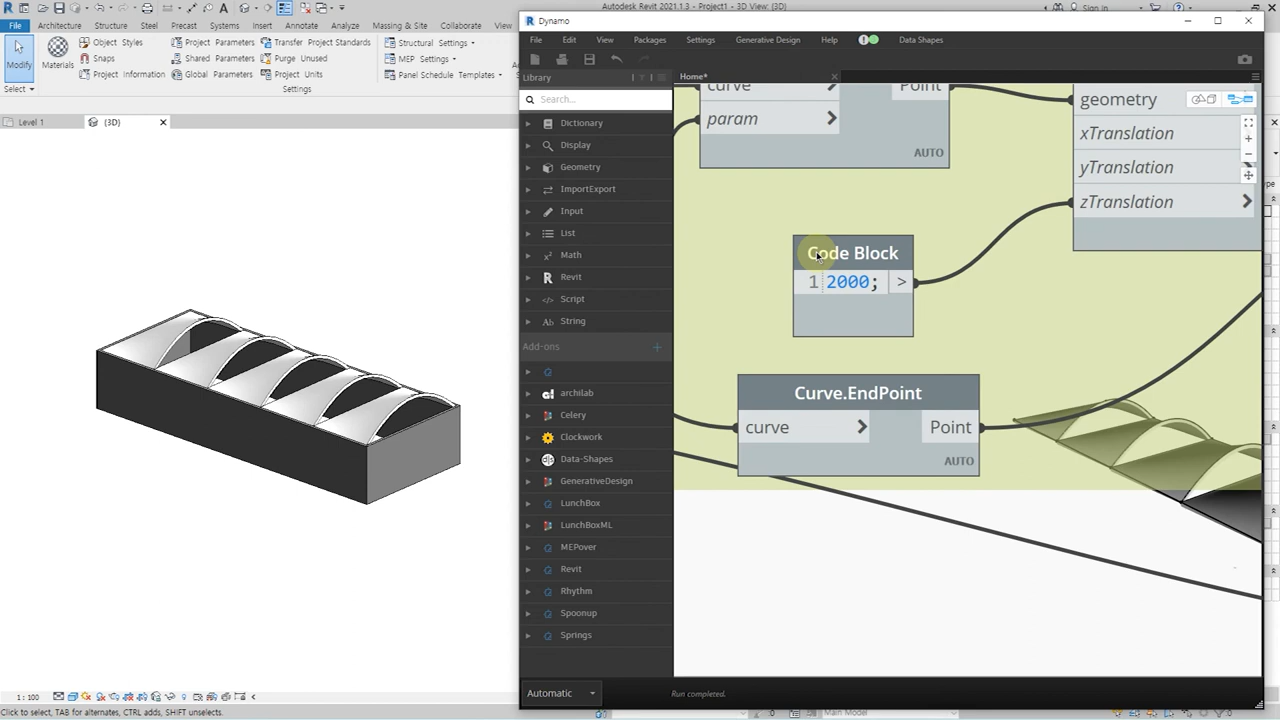 Autodesk Revit 2021.1.3 - 3D View: Project1 - {3D}
Sign In
File
Architecture
Structure
Steel
Precast
Systems
Insert
Annotate
Massing & Site
Collaborate
View
Modify
Materials
Object Styles
Snaps
Project Information
Project Parameters
Shared Parameters
Global Parameters
Transfer Project Standards
Purge Unused
Project Units
Structural Settings
MEP Settings
Panel Schedule Templates
Select
Settings
Level 1
{3D}
Dynamo
File
Edit
View
Packages
Settings
Generative Design
Help
Data Shapes
Library
Home*
Search...
Dictionary
Display
Geometry
ImportExport
Input
List
Math
Revit
Script
Ab String
Add-ons
archilab
Celery
Clockwork
Data-Shapes
GenerativeDesign
LunchBox
LunchBoxML
MEPover
Revit
Rhythm
Spoonup
Springs
curve > Point
param >
AUTO
geometry
xTranslation
yTranslation
zTranslation >
Code Block
1 2000; >
Curve.EndPoint
curve > Point
AUTO
Automatic
Run completed.
1 : 100
Click to select, TAB for alternates, CTRL adds, SHIFT unselects.
:0
Main Model